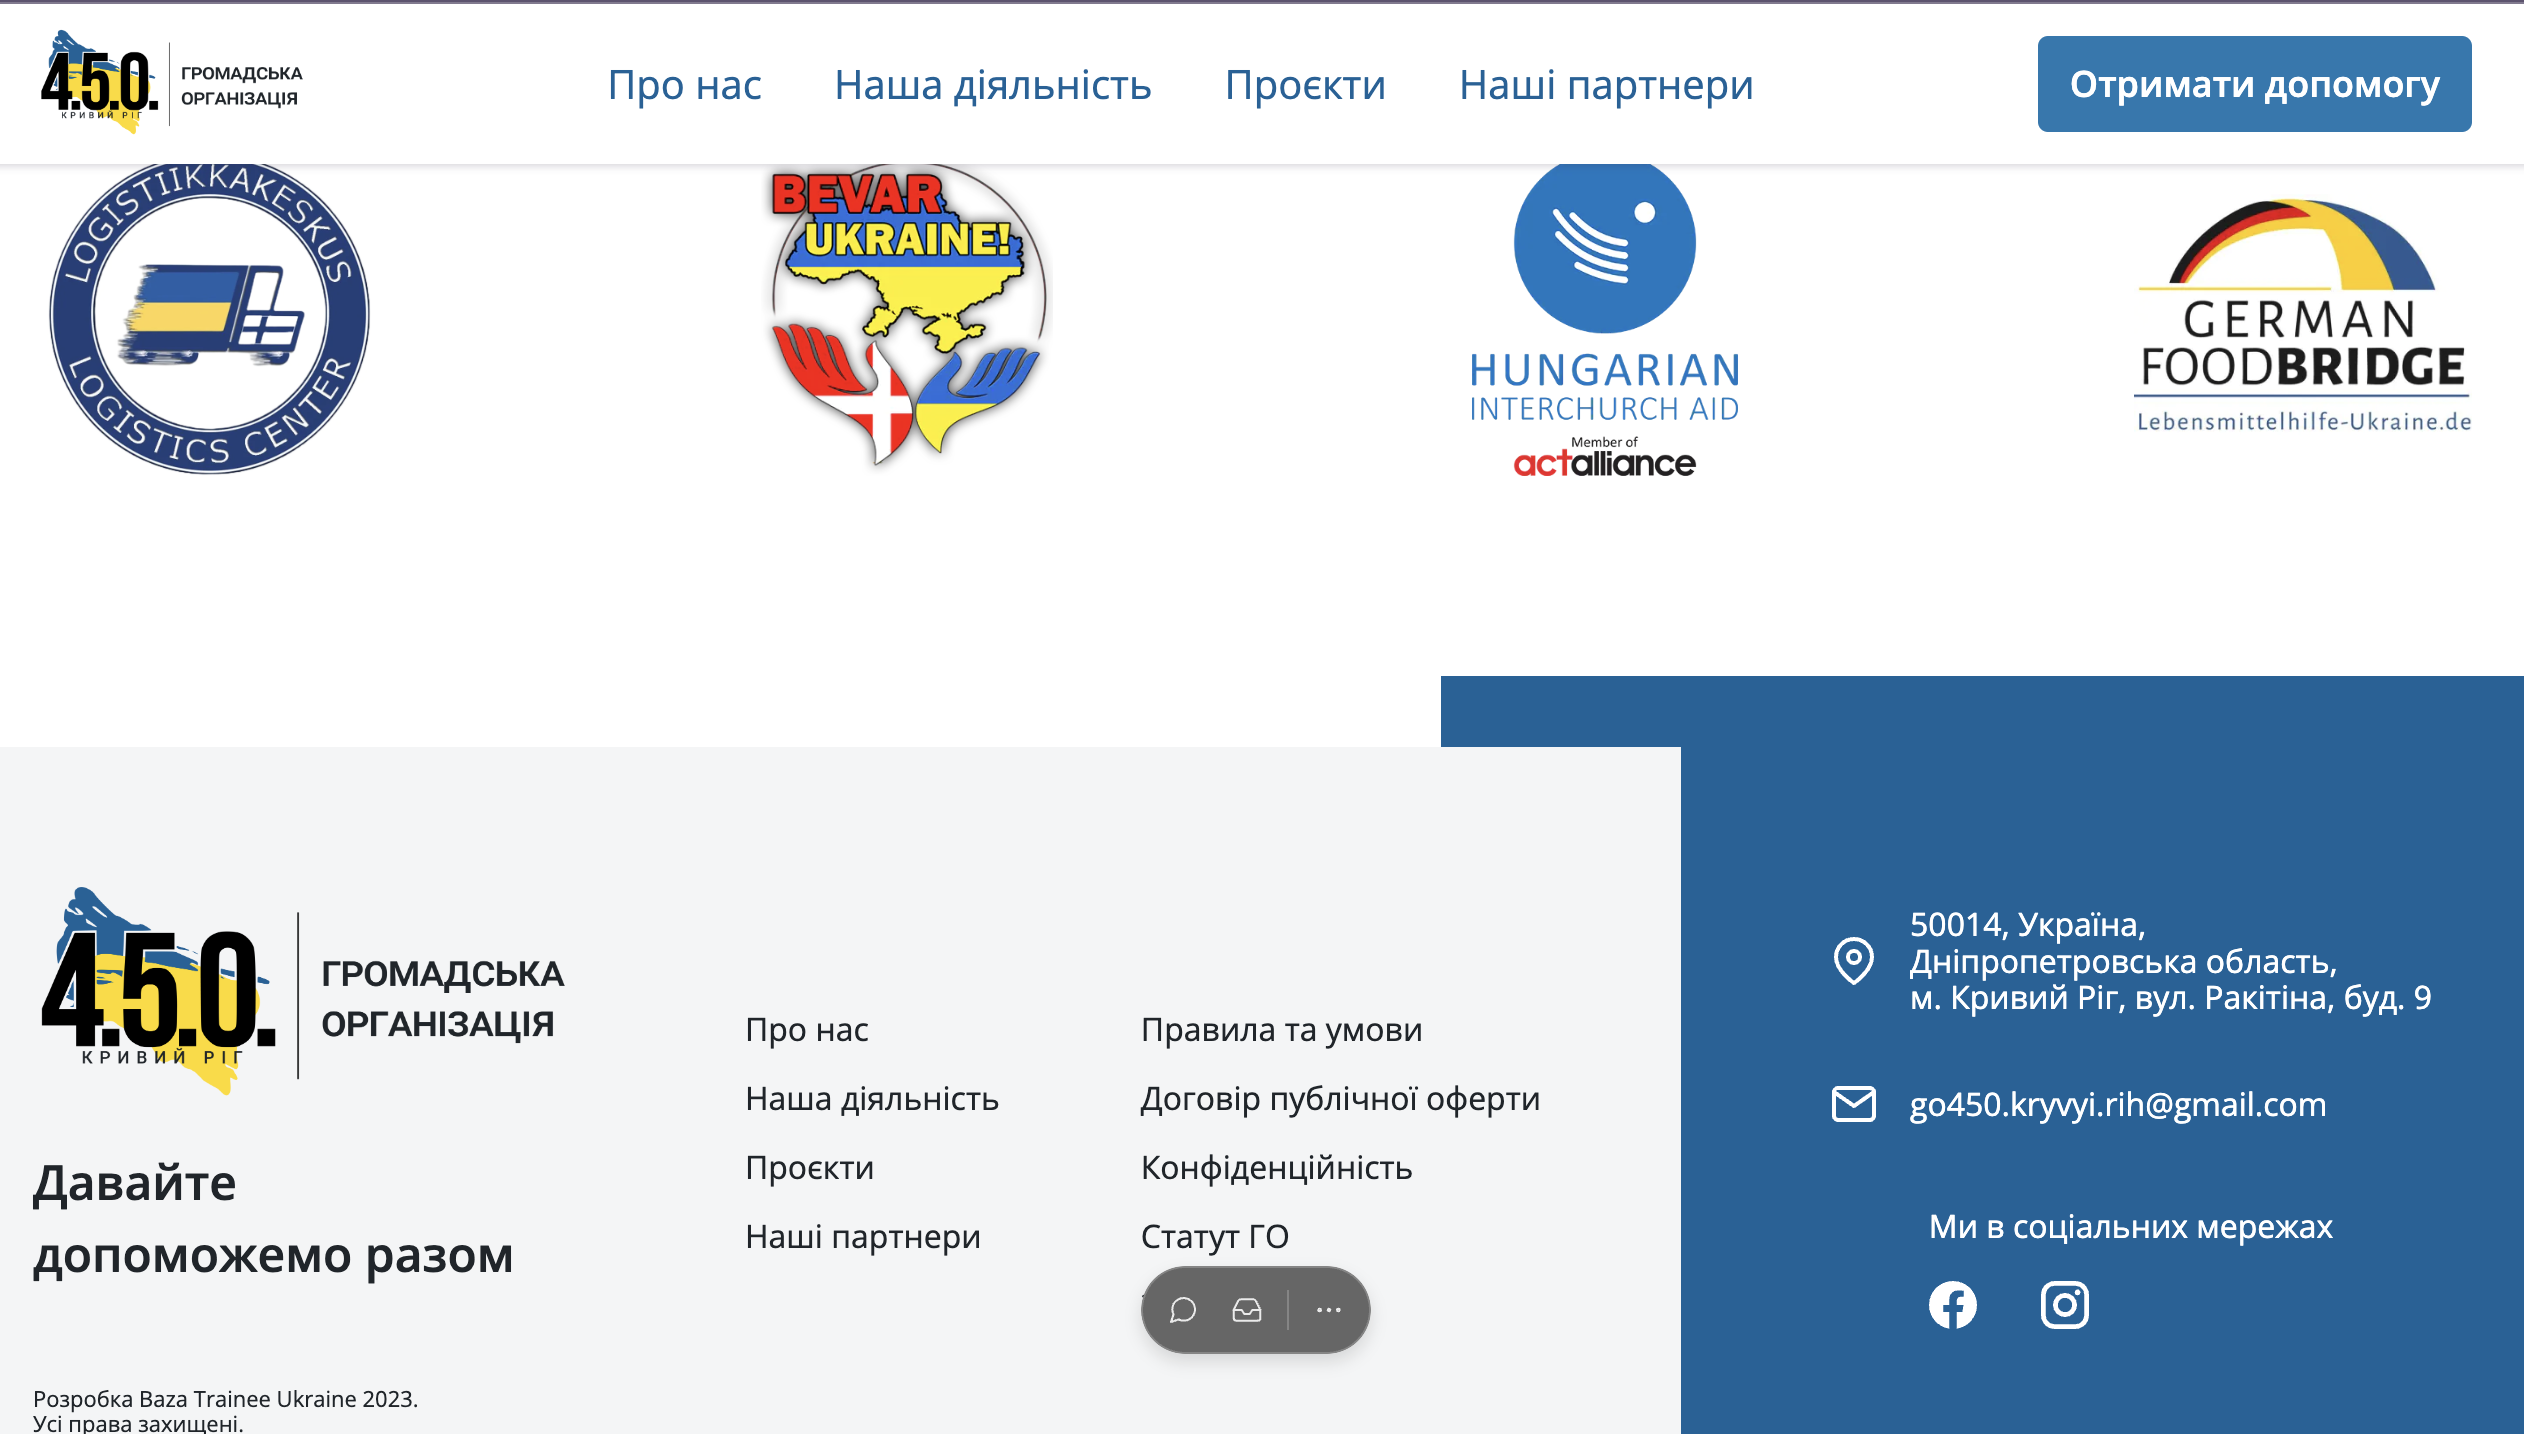 4.5.0.
КРИВИЙ РІГ
ГРОМАДСЬКА
ОРГАНІЗАЦІЯ
Про нас
Наша діяльність
Проєкти
Наші партнери
Отримати допомогу
LOGISTIIKKAKESKUS
LOGISTICS CENTER
BEVAR
UKRAINE!
HUNGARIAN
INTERCHURCH AID
Member of
actalliance
GERMAN
FOODBRIDGE
Lebensmittelhilfe-Ukraine.de
4.5.0.
КРИВИЙ РІГ
ГРОМАДСЬКА
ОРГАНІЗАЦІЯ
Давайте
допоможемо разом
Про нас
Наша діяльність
Проєкти
Наші партнери
Правила та умови
Договір публічної оферти
Конфіденційність
Статут ГО
50014, Україна,
Дніпропетровська область,
м. Кривий Ріг, вул. Ракітіна, буд. 9
go450.kryvyi.rih@gmail.com
Ми в соціальних мережах
Розробка Baza Trainee Ukraine 2023.
Усі права захищені.